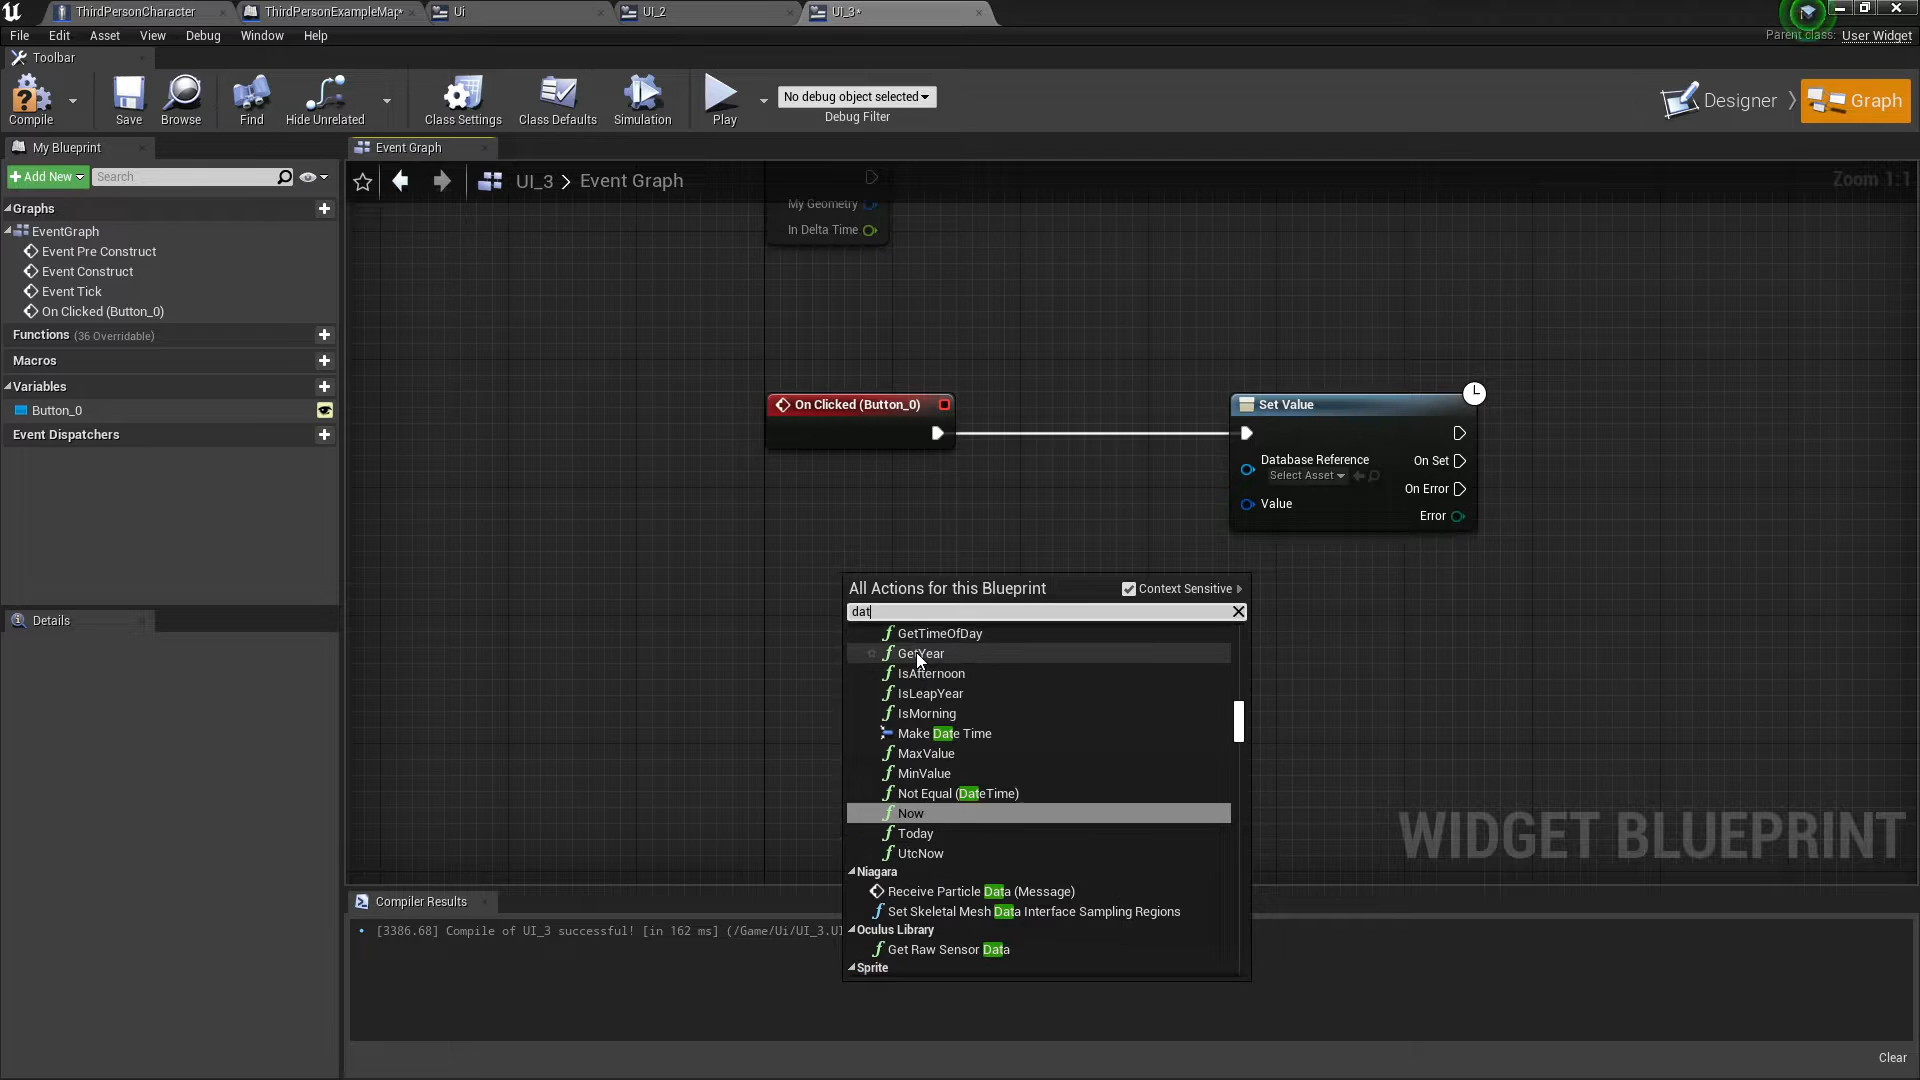 ThirdPersonCharacter
ThirdPersonExampleMap*
Ui
UI_2
UI_3*
File Edit Asset View Debug Window Help
Parent class: User Widget
Toolbar
Compile
Save
Browse
Find
Hide Unrelated
Class Settings
Class Defaults
Simulation
Play
No debug object selected
Debug Filter
Designer
Graph
My Blueprint
Add New
Search
Graphs
EventGraph
Event Pre Construct
Event Construct
Event Tick
On Clicked (Button_0)
Functions (36 Overridable)
Macros
Variables
Button_0
Event Dispatchers
Details
Event Graph
UI_3 > Event Graph
Zoom 1:1
My Geometry
In Delta Time
On Clicked (Button_0)
Set Value
Database Reference
Select Asset
Value
On Set
On Error
Error
All Actions for this Blueprint
Context Sensitive
dat
GetTimeOfDay
GetYear
IsAfternoon
IsLeapYear
IsMorning
Make Date Time
MaxValue
MinValue
Not Equal (DateTime)
Now
Today
UtcNow
Niagara
Receive Particle Data (Message)
Set Skeletal Mesh Data Interface Sampling Regions
Oculus Library
Get Raw Sensor Data
Sprite
WIDGET BLUEPRINT
Compiler Results
[3386.68] Compile of UI_3 successful! [in 162 ms] (/Game/Ui/UI_3.UI
Clear